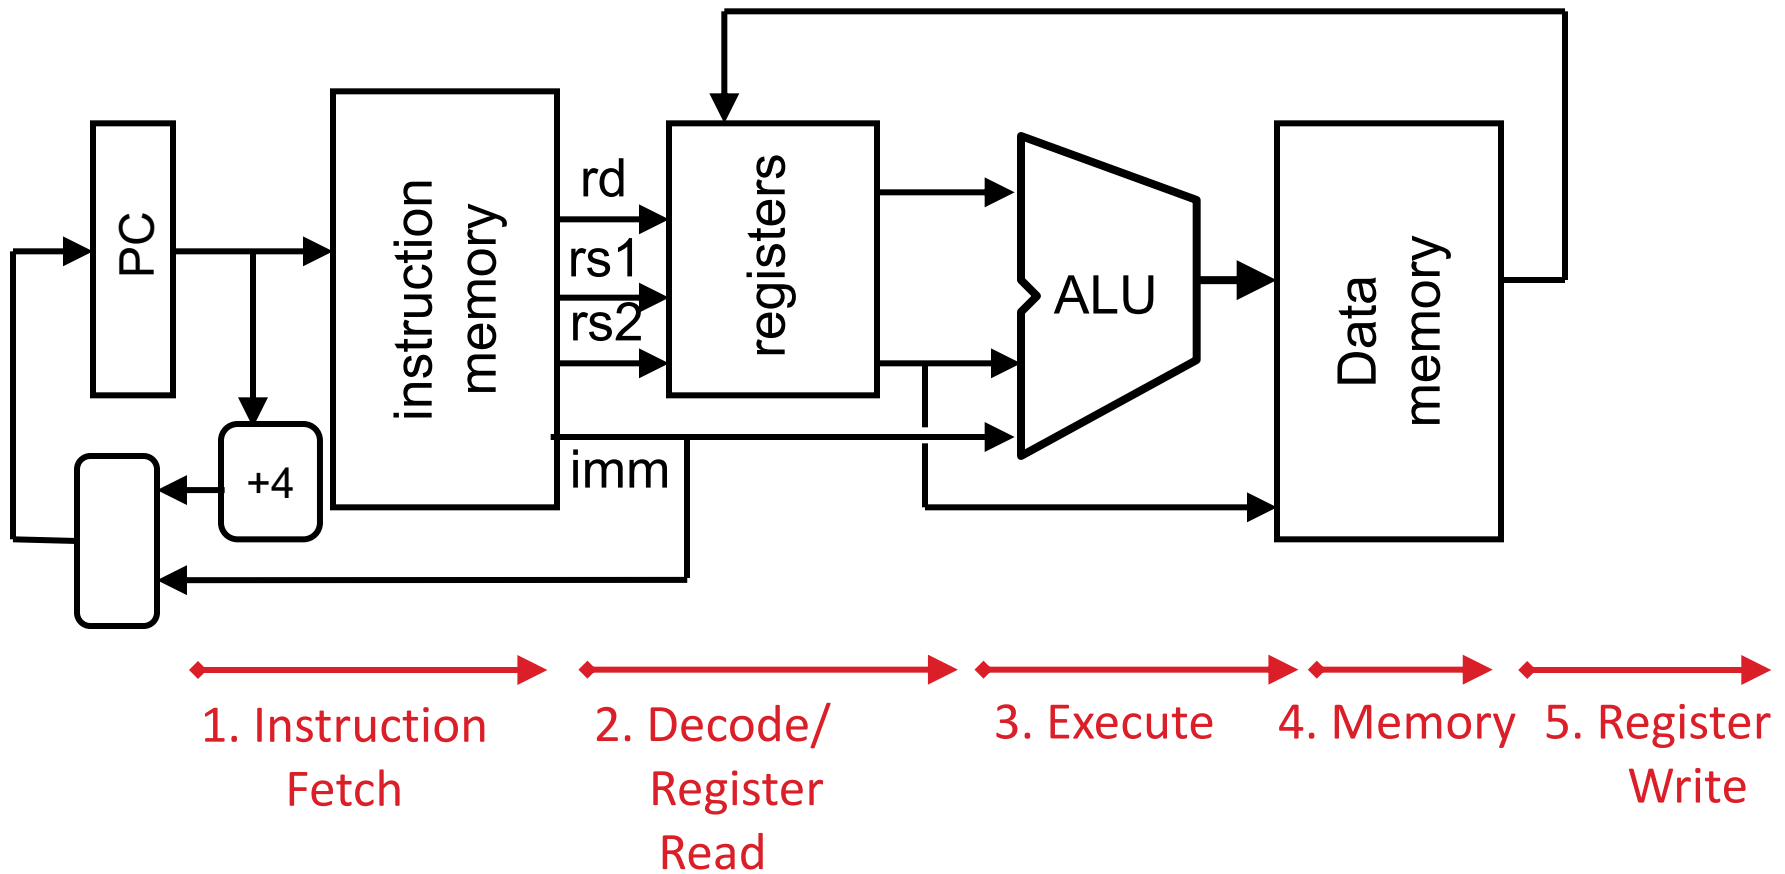 PC
+4
instruction
memory
rd
rs1
rs2
imm
registers
ALU
Data
memory
1. Instruction
Fetch
2. Decode/
Register
Read
3. Execute
4. Memory
5. Register
Write